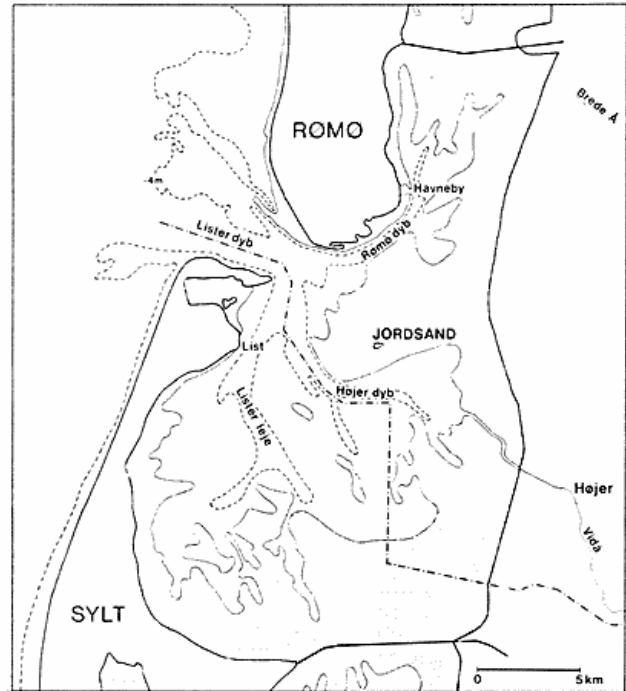 RØMØ
Brede Å
-4m
Havneby
Lister dyb
Rømø dyb
JORDSAND
List
Højer dyb
Lister leje
Højer
Vidå
SYLT
0 5km